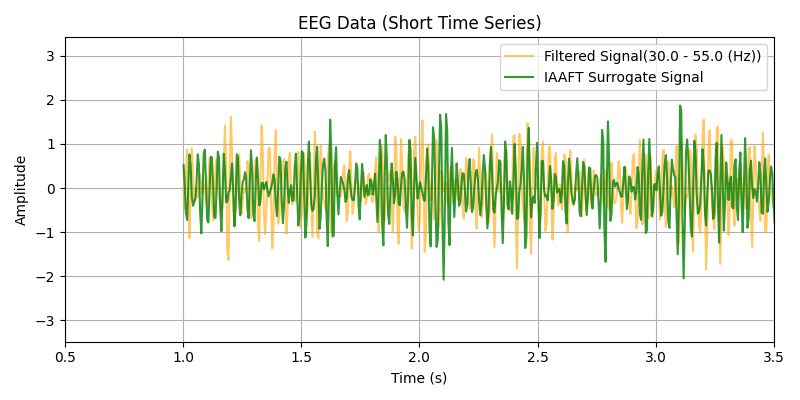 EEG Data (Short Time Series)
Amplitude
3
2
1
0
−1
−2
−3
Filtered Signal(30.0 - 55.0 (Hz))
IAAFT Surrogate Signal
0.5 1.0 1.5 2.0 2.5 3.0 3.5
Time (s)